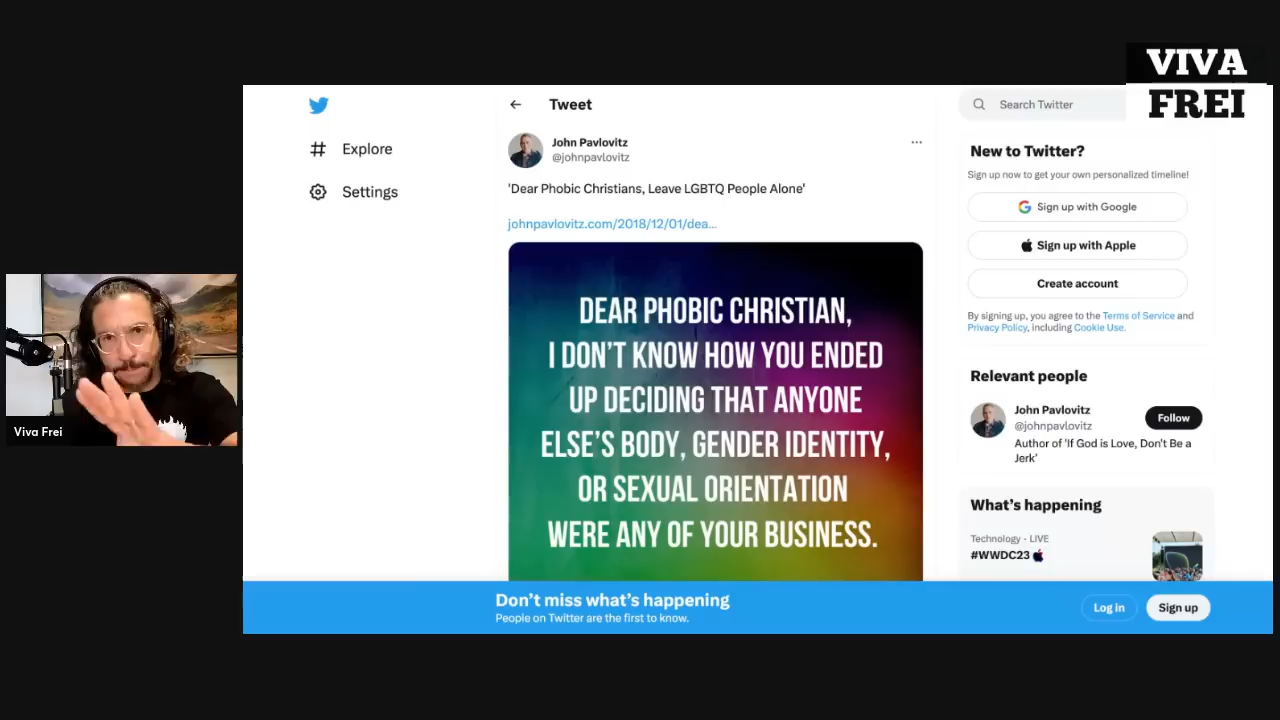 VIVA
FREI
Explore
Settings
Tweet
John Pavlovitz
@johnpavlovitz
'Dear Phobic Christians, Leave LGBTQ People Alone'
johnpavlovitz.com/2018/12/01/dea...
DEAR PHOBIC CHRISTIAN,
I DON'T KNOW HOW YOU ENDED
UP DECIDING THAT ANYONE
ELSE'S BODY, GENDER IDENTITY,
OR SEXUAL ORIENTATION
WERE ANY OF YOUR BUSINESS.
Search Twitter
New to Twitter?
Sign up now to get your own personalized timeline!
Sign up with Google
Sign up with Apple
Create account
By signing up, you agree to the Terms of Service and
Privacy Policy, including Cookie Use.
Relevant people
John Pavlovitz
@johnpavlovitz
Follow
Author of 'If God is Love, Don't Be a
Jerk'
What's happening
Technology · LIVE
#WWDC23
Don't miss what's happening
People on Twitter are the first to know.
Log in
Sign up
Viva Frei